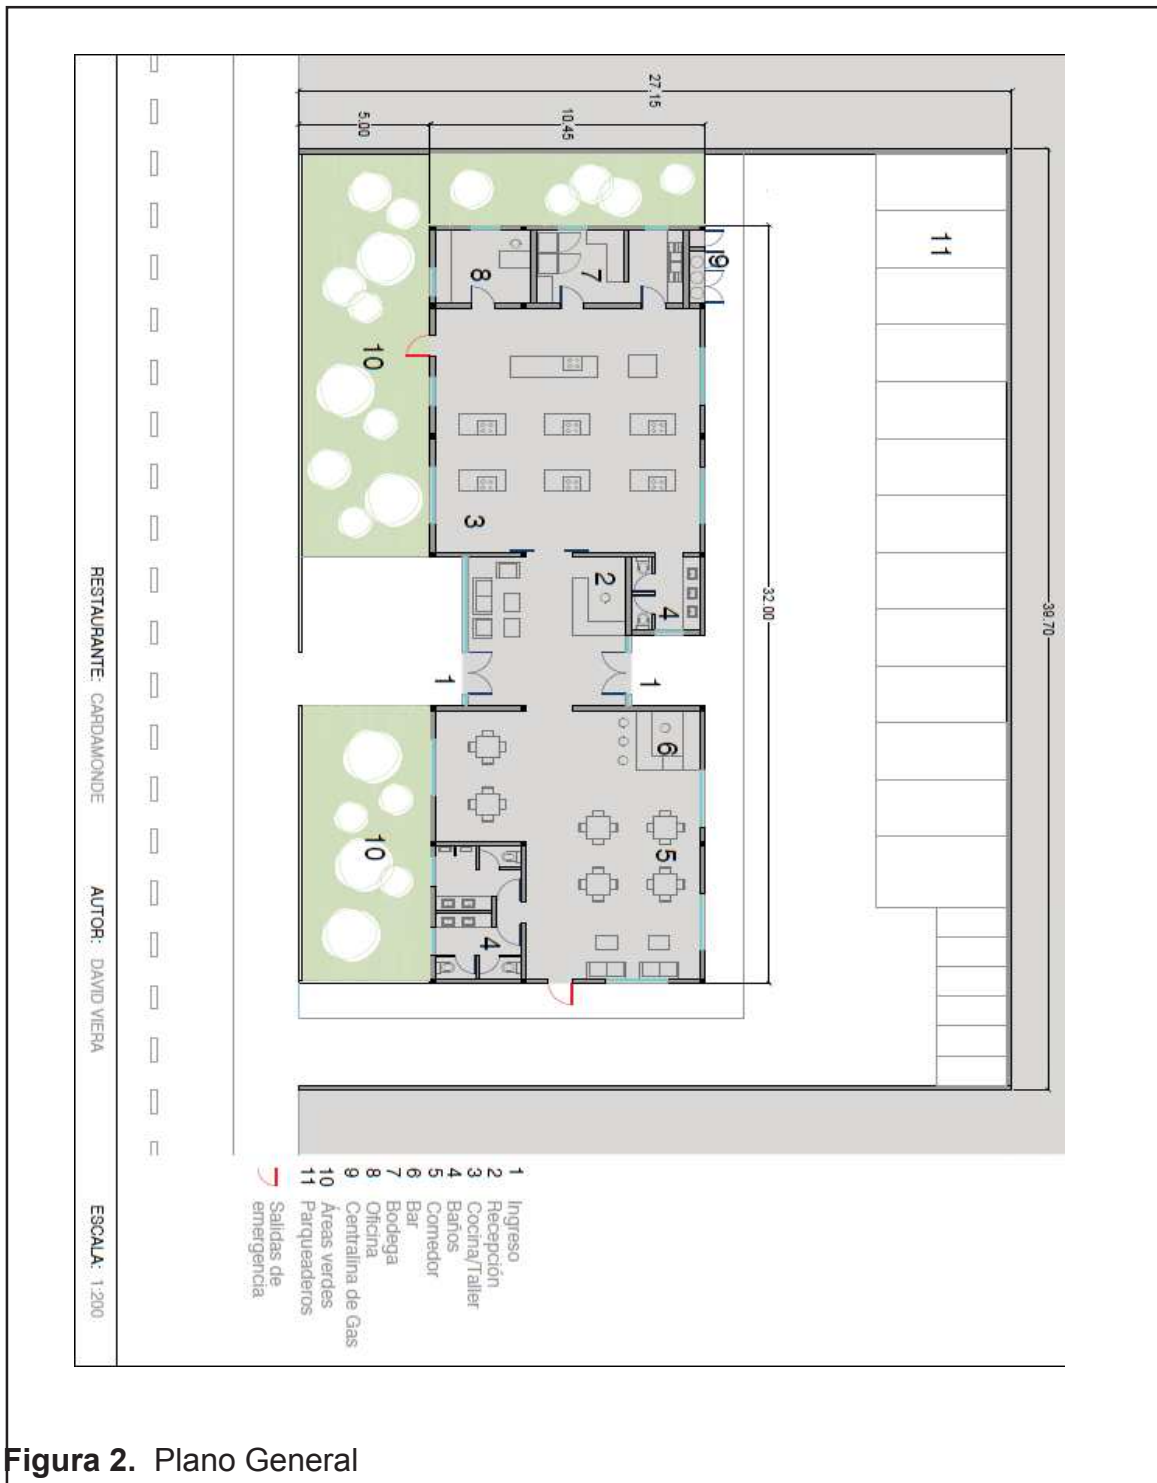 39.70
11
32.00
9
4
6
5
27.15
1
2
7
10.45
4
8
3
1
10
10
5.00
1 Ingreso
2 Recepción
3 Cocina/Taller
4 Baños
5 Comedor
6 Bar
7 Bodega
8 Oficina
9 Centralina de Gas
10 Áreas verdes
11 Parqueaderos
Salidas de
emergencia
RESTAURANTE: CARDAMONDE AUTOR: DAVID VIERA ESCALA: 1:200
Figura 2. Plano General